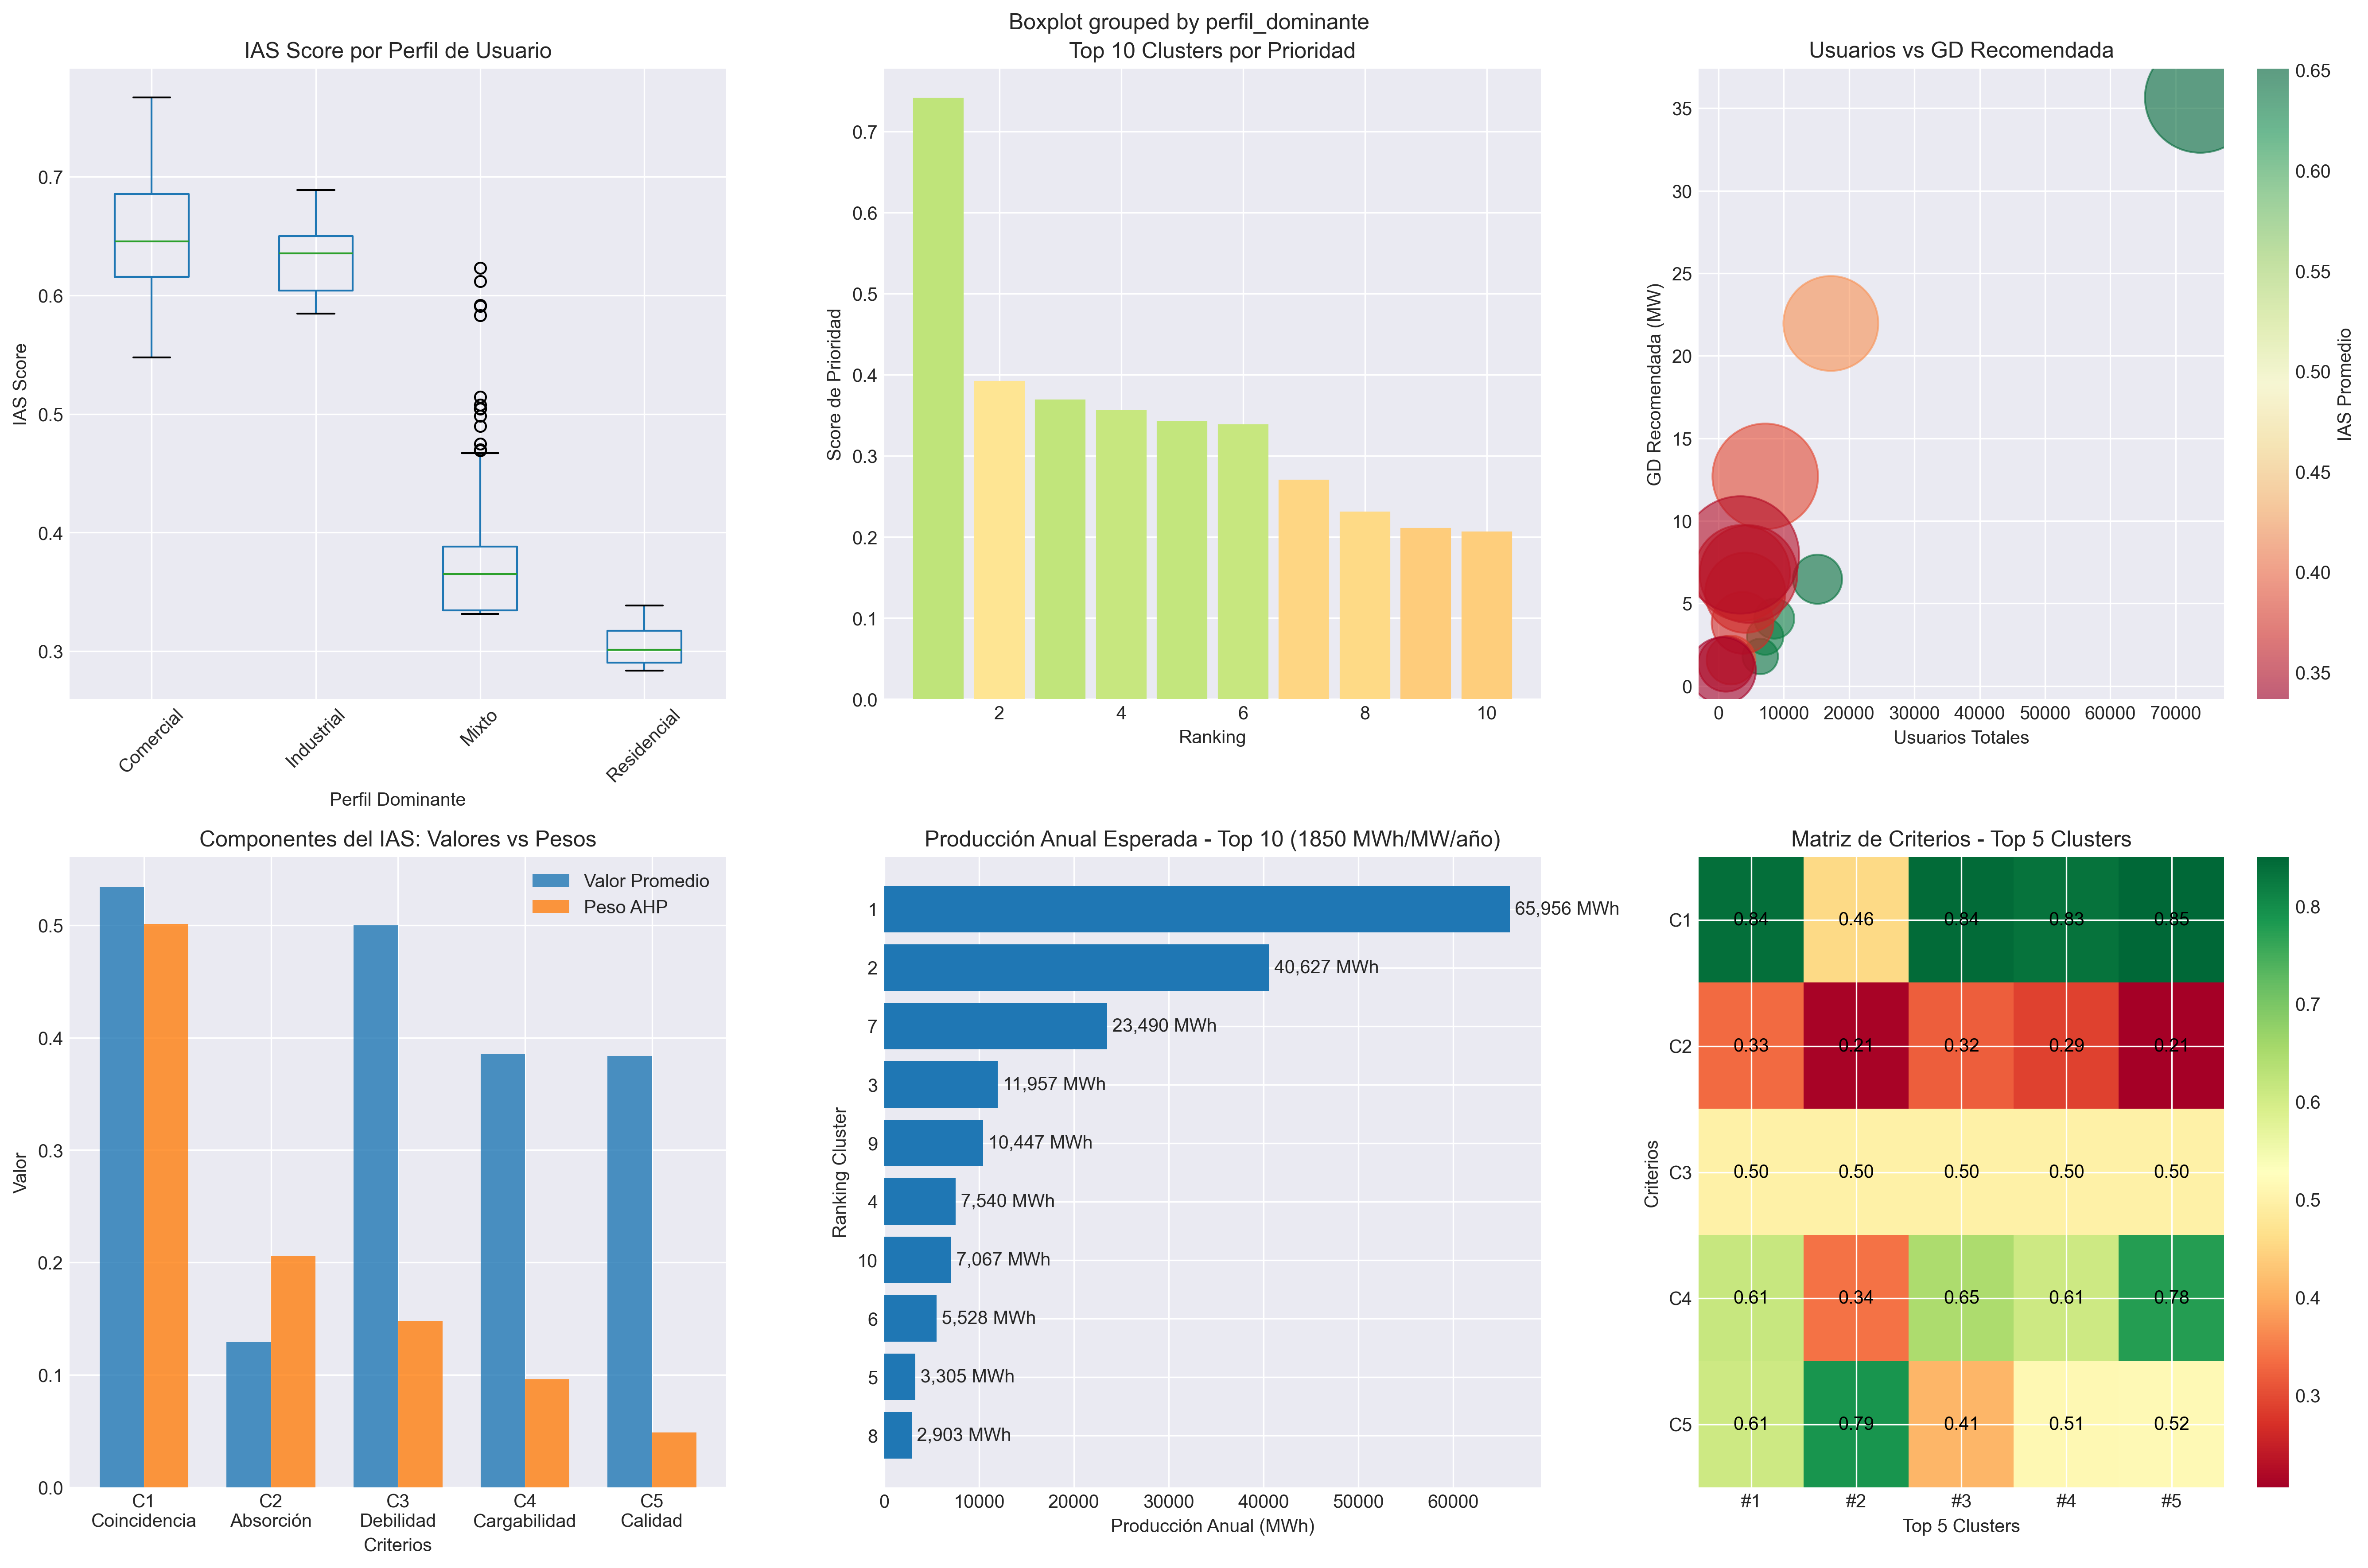 Boxplot grouped by perfil_dominante
IAS Score por Perfil de Usuario
IAS Score
0.7
0.6
0.5
0.4
0.3
Comercial
Industrial
Mixto
Residencial
Perfil Dominante
Top 10 Clusters por Prioridad
Score de Prioridad
0.7
0.6
0.5
0.4
0.3
0.2
0.1
0.0
2 4 6 8 10
Ranking
Usuarios vs GD Recomendada
GD Recomendada (MW)
35
30
25
20
15
10
5
0
0 10000 20000 30000 40000 50000 60000 70000
Usuarios Totales
0.65
0.60
0.55
0.50
0.45
0.40
0.35
IAS Promedio
Componentes del IAS: Valores vs Pesos
Valor Promedio
Peso AHP
Valor
0.5
0.4
0.3
0.2
0.1
0.0
C1 C2 C3 C4 C5
Coincidencia Absorción Debilidad Cargabilidad Calidad
Criterios
Producción Anual Esperada - Top 10 (1850 MWh/MW/año)
Ranking Cluster
1 65,956 MWh
2 40,627 MWh
7 23,490 MWh
3 11,957 MWh
9 10,447 MWh
4 7,540 MWh
10 7,067 MWh
6 5,528 MWh
5 3,305 MWh
8 2,903 MWh
0 10000 20000 30000 40000 50000 60000
Producción Anual (MWh)
Matriz de Criterios - Top 5 Clusters
Criterios
C1 0.84 0.46 0.84 0.83 0.85
C2 0.33 0.21 0.32 0.29 0.21
C3 0.50 0.50 0.50 0.50 0.50
C4 0.61 0.34 0.65 0.61 0.78
C5 0.61 0.79 0.41 0.51 0.52
#1 #2 #3 #4 #5
Top 5 Clusters
0.8
0.7
0.6
0.5
0.4
0.3